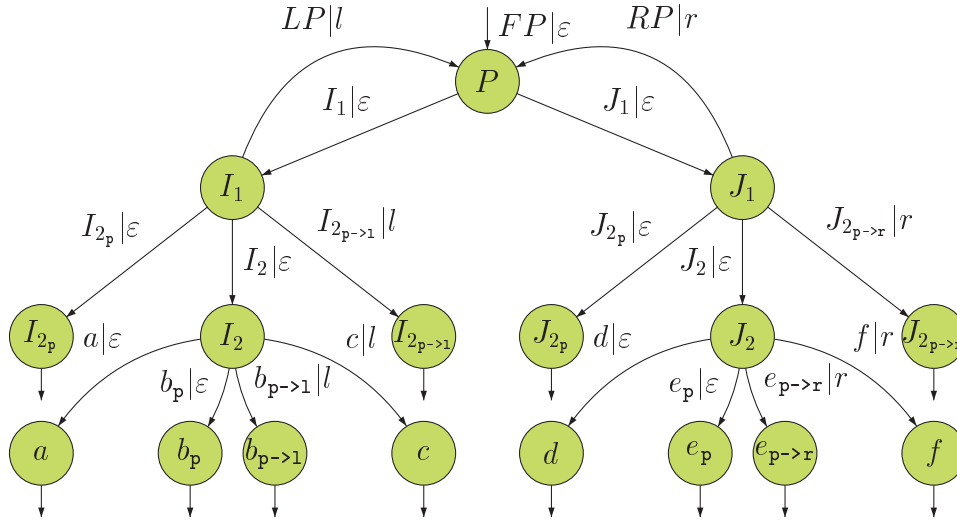 LP|l
FP|ε
RP|r
P
I₁|ε
J₁|ε
I₁
J₁
I₂ₚ|ε
I₂|ε
I₂ₚ₋>ₗ|l
J₂ₚ|ε
J₂|ε
J₂ₚ₋>ᵣ|r
I₂ₚ
a|ε
I₂
c|l
I₂ₚ₋>ₗ
J₂ₚ
d|ε
J₂
f|r
J₂ₚ₋>ᵣ
bₚ|ε
bₚ₋>ₗ|l
eₚ|ε
eₚ₋>ᵣ|r
a
bₚ
bₚ₋>ₗ
c
d
eₚ
eₚ₋>ᵣ
f